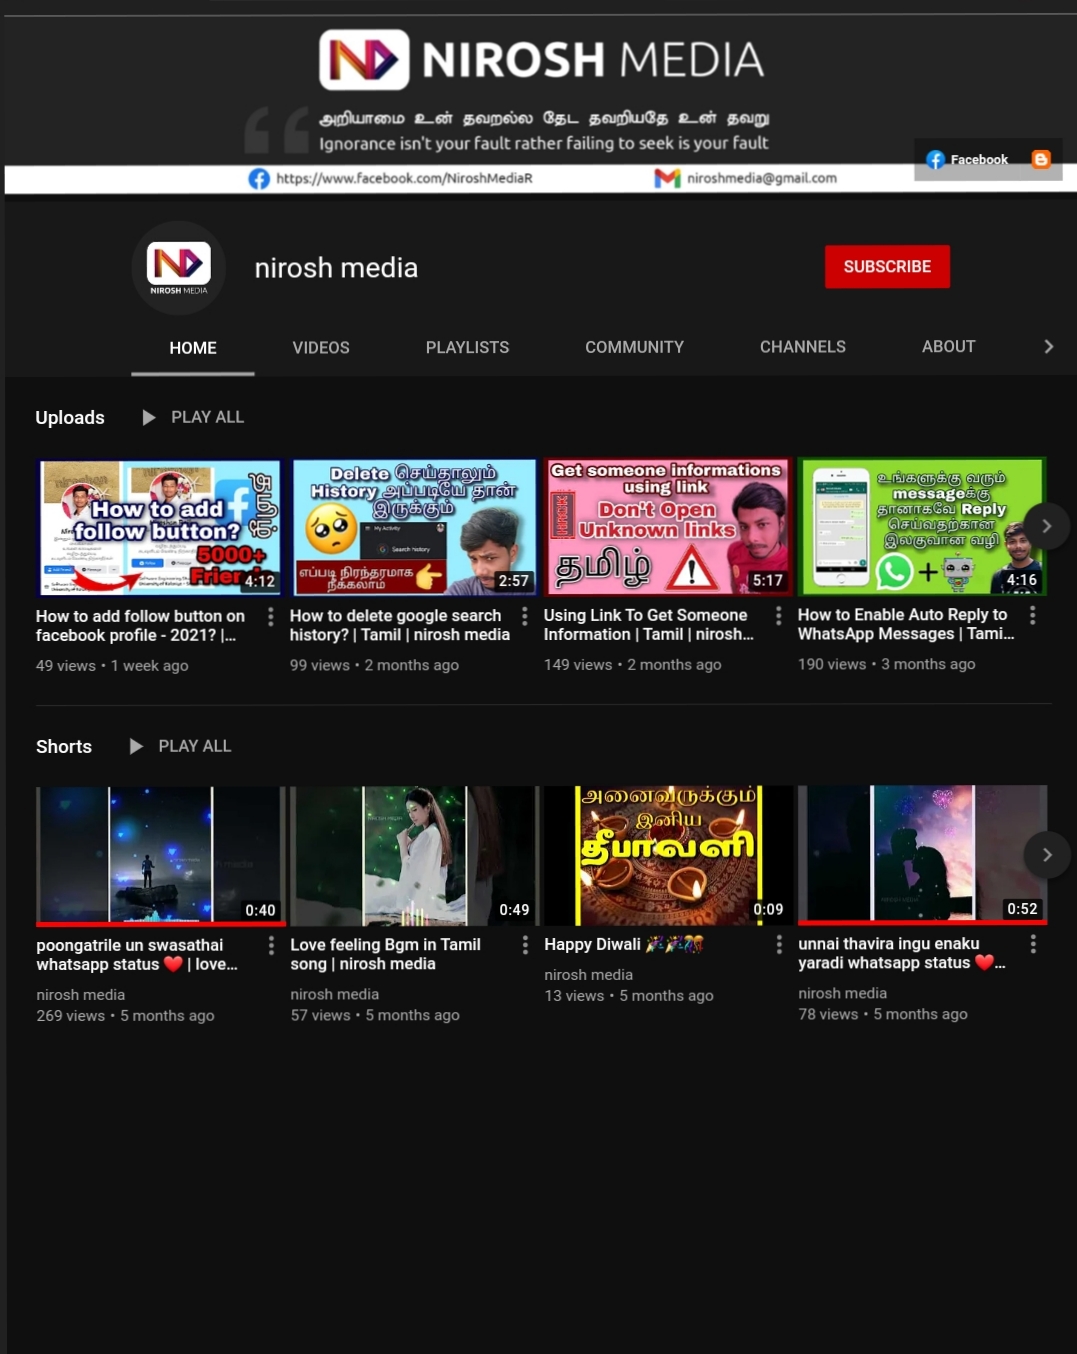 NIROSH MEDIA
அறியாமை உன் தவறல்ல தேட தவறியதே உன் தவறு
Ignorance isn't your fault rather failing to seek is your fault
https://www.facebook.com/NiroshMediaR
niroshmedia@gmail.com
Facebook
NIROSH MEDIA
nirosh media
SUBSCRIBE
HOME
VIDEOS
PLAYLISTS
COMMUNITY
CHANNELS
ABOUT
Uploads
PLAY ALL
How to add
follow button?
தமிழ்
5000+
4:12
How to add follow button on
facebook profile - 2021? |...
49 views • 1 week ago
Delete செய்தாலும்
History அப்படியே தான்
இருக்கும்
My Activity
Search history
எப்படி நிரந்தரமாக
நீக்கலாம்
2:57
How to delete google search
history? | Tamil | nirosh media
99 views • 2 months ago
Get someone informations
using link
Don't Open
Unknown links
தமிழ்
5:17
Using Link To Get Someone
Information | Tamil | nirosh...
149 views • 2 months ago
உங்களுக்கு வரும்
messageக்கு
தானாகவே Reply
செய்வதற்கான
இலகுவான வழி
4:16
How to Enable Auto Reply to
WhatsApp Messages | Tami...
190 views • 3 months ago
Shorts
PLAY ALL
0:40
poongatrile un swasathai
whatsapp status ❤️ | love...
nirosh media
269 views • 5 months ago
0:49
Love feeling Bgm in Tamil
song | nirosh media
nirosh media
57 views • 5 months ago
அனைவருக்கும்
இனிய
தீபாவளி
0:09
Happy Diwali 🎉🎉🎊
nirosh media
13 views • 5 months ago
0:52
unnai thavira ingu enaku
yaradi whatsapp status ❤️...
nirosh media
78 views • 5 months ago